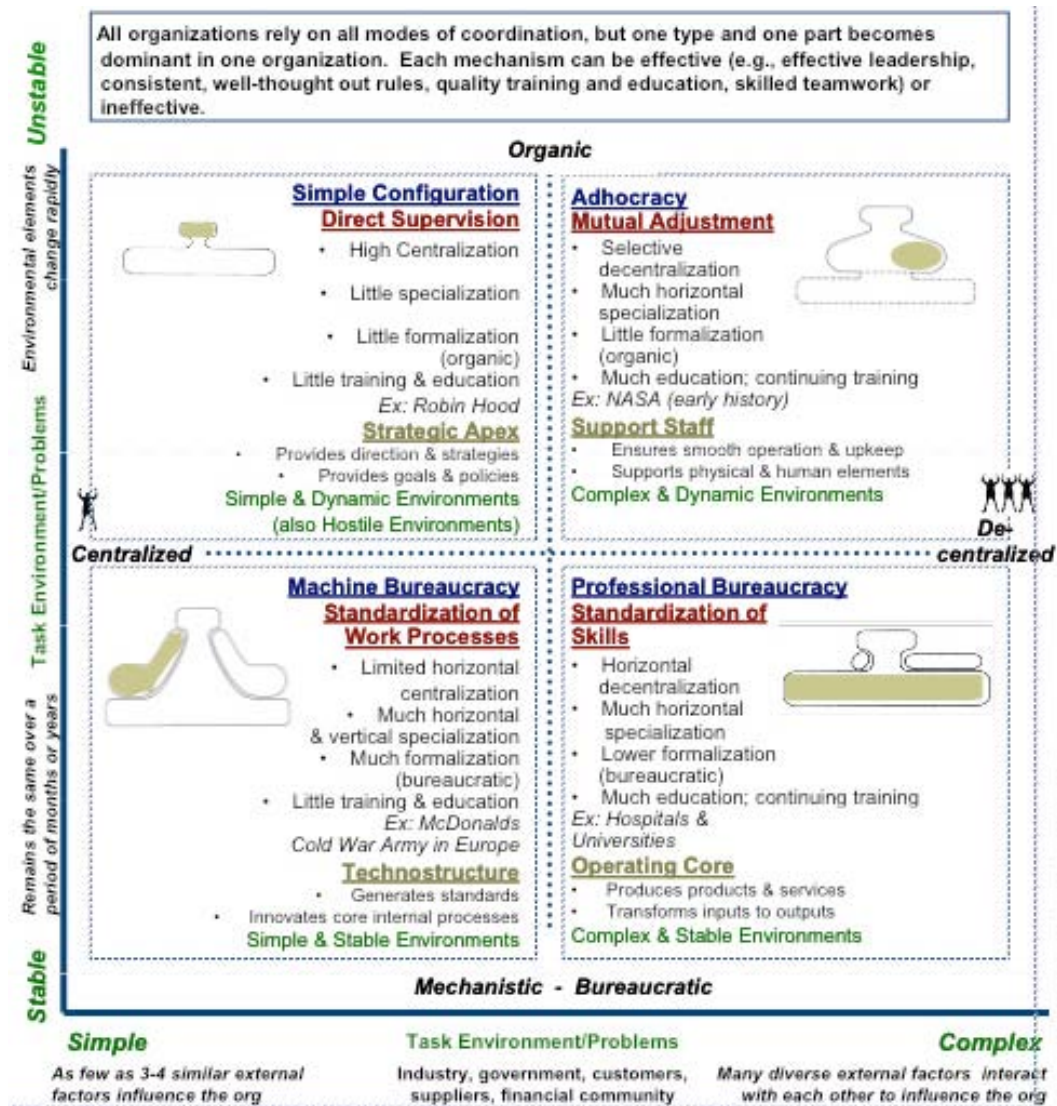 Unstable
All organizations rely on all modes of coordination, but one type and one part becomes
dominant in one organization. Each mechanism can be effective (e.g., effective leadership,
consistent, well-thought out rules, quality training and education, skilled teamwork) or
ineffective.
Organic
Environmental elements
change rapidly
Simple Configuration
Direct Supervision
• High Centralization
• Little specialization
• Little formalization
(organic)
• Little training & education
Ex: Robin Hood
Strategic Apex
• Provides direction & strategies
• Provides goals & policies
Simple & Dynamic Environments
(also Hostile Environments)
Adhocracy
Mutual Adjustment
• Selective
decentralization
• Much horizontal
specialization
• Little formalization
(organic)
• Much education; continuing training
Ex: NASA (early history)
Support Staff
• Ensures smooth operation & upkeep
• Supports physical & human elements
Complex & Dynamic Environments
Task Environment/Problems
Centralized
De-
centralized
Machine Bureaucracy
Standardization of
Work Processes
• Limited horizontal
centralization
• Much horizontal
& vertical specialization
• Much formalization
(bureaucratic)
• Little training & education
Ex: McDonalds
Cold War Army in Europe
Technostructure
• Generates standards
• Innovates core internal processes
Simple & Stable Environments
Professional Bureaucracy
Standardization of
Skills
• Horizontal
decentralization
• Much horizontal
specialization
• Lower formalization
(bureaucratic)
• Much education; continuing training
Ex: Hospitals &
Universities
Operating Core
• Produces products & services
• Transforms inputs to outputs
Complex & Stable Environments
Remains the same over a
period of months or years
Stable
Mechanistic - Bureaucratic
Simple
Task Environment/Problems
Complex
As few as 3-4 similar external
factors influence the org
Industry, government, customers,
suppliers, financial community
Many diverse external factors interact
with each other to influence the org